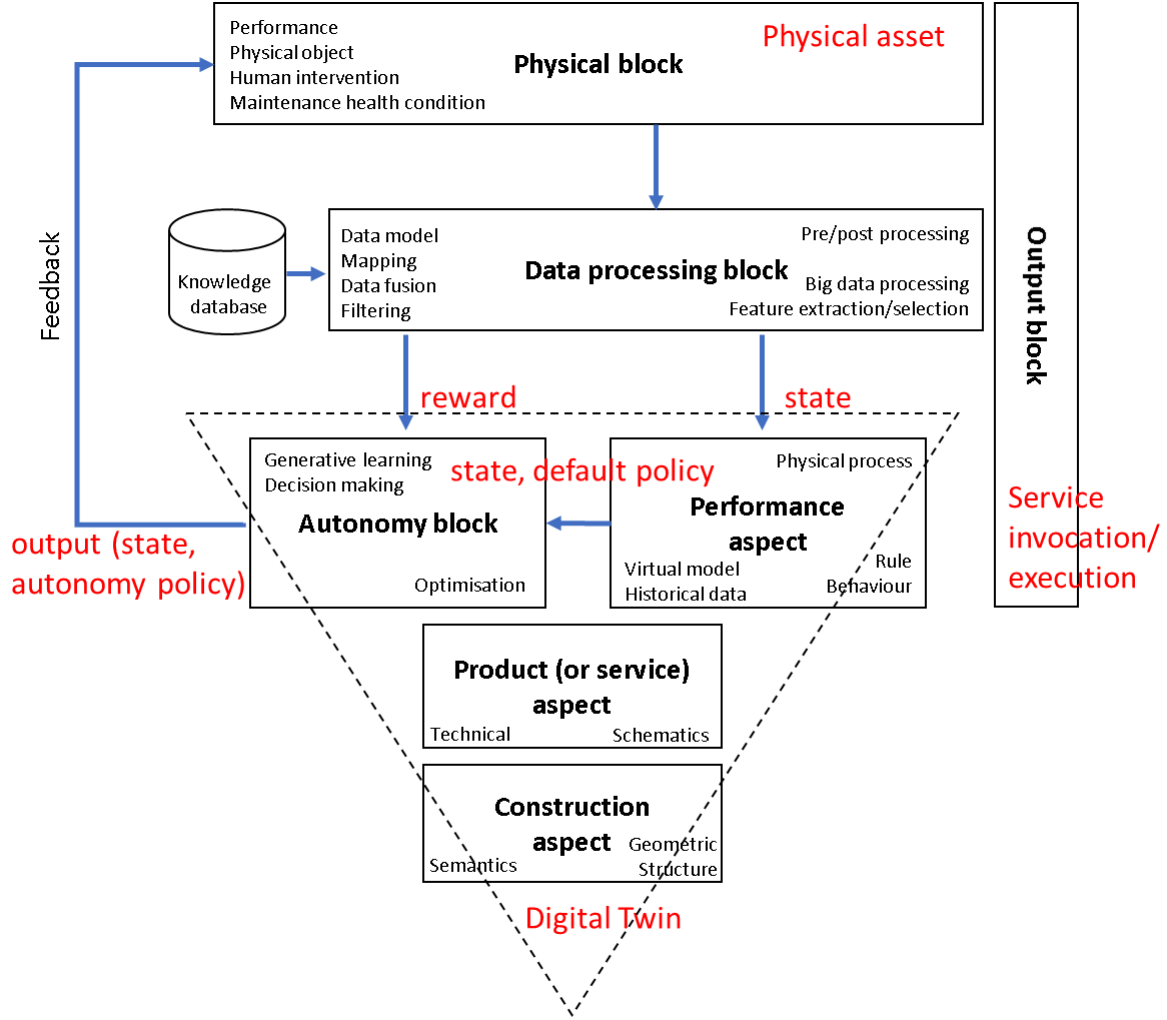 Performance
Physical object
Human intervention
Maintenance health condition
Physical block
Physical asset
Feedback
Knowledge
database
Data model
Mapping
Data fusion
Filtering
Data processing block
Pre/post processing
Big data processing
Feature extraction/selection
Output block
reward
state
Generative learning
Decision making
state, default policy
Autonomy block
Optimisation
Physical process
Performance
aspect
Virtual model
Historical data
Rule
Behaviour
output (state,
autonomy policy)
Service
invocation/
execution
Product (or service)
aspect
Technical
Schematics
Construction
aspect
Semantics
Geometric
Structure
Digital Twin